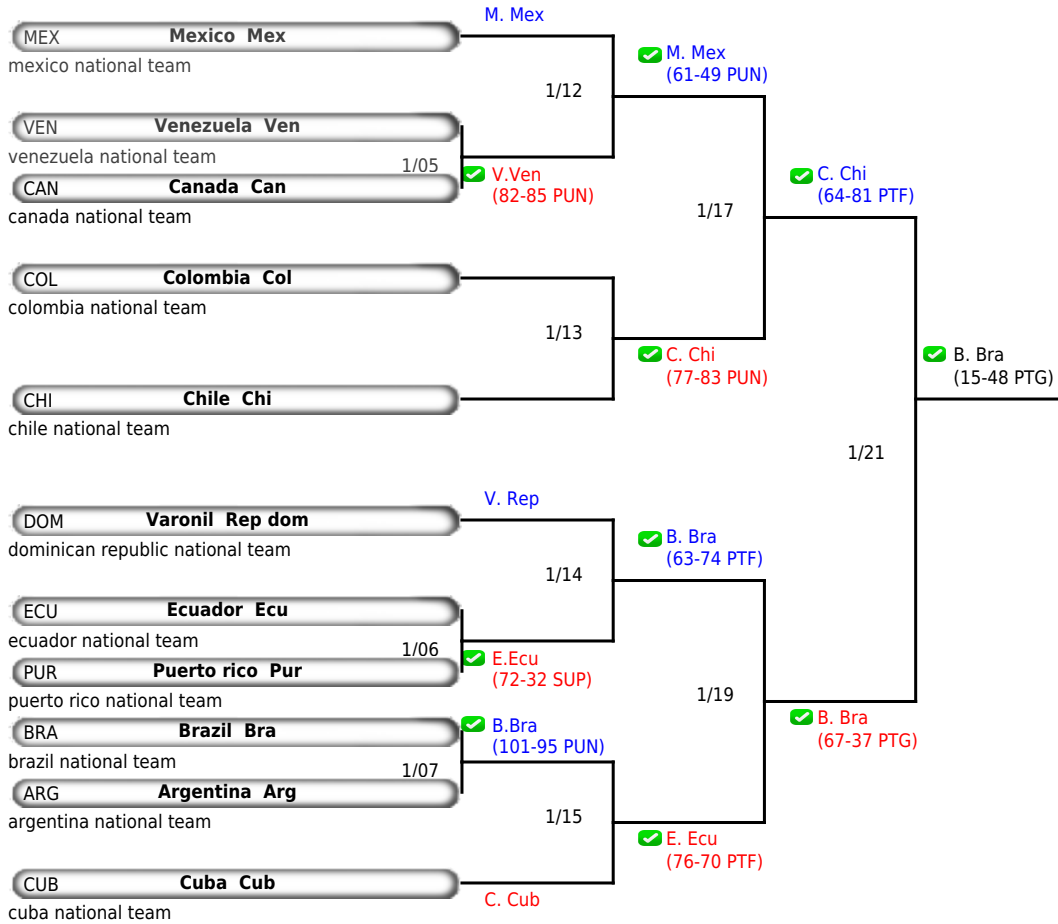 M. Mex
MEX Mexico Mex
mexico national team
M. Mex
(61-49 PUN)
1/12
VEN Venezuela Ven
venezuela national team
1/05
CAN Canada Can
canada national team
V.Ven
(82-85 PUN)
C. Chi
(64-81 PTF)
1/17
COL Colombia Col
colombia national team
1/13
C. Chi
(77-83 PUN)
CHI Chile Chi
chile national team
B. Bra
(15-48 PTG)
1/21
V. Rep
DOM Varonil Rep dom
dominican republic national team
B. Bra
(63-74 PTF)
1/14
ECU Ecuador Ecu
ecuador national team
1/06
PUR Puerto rico Pur
puerto rico national team
E.Ecu
(72-32 SUP)
1/19
B. Bra
(67-37 PTG)
BRA Brazil Bra
brazil national team
B.Bra
(101-95 PUN)
1/07
ARG Argentina Arg
argentina national team
1/15
E. Ecu
(76-70 PTF)
CUB Cuba Cub
cuba national team
C. Cub